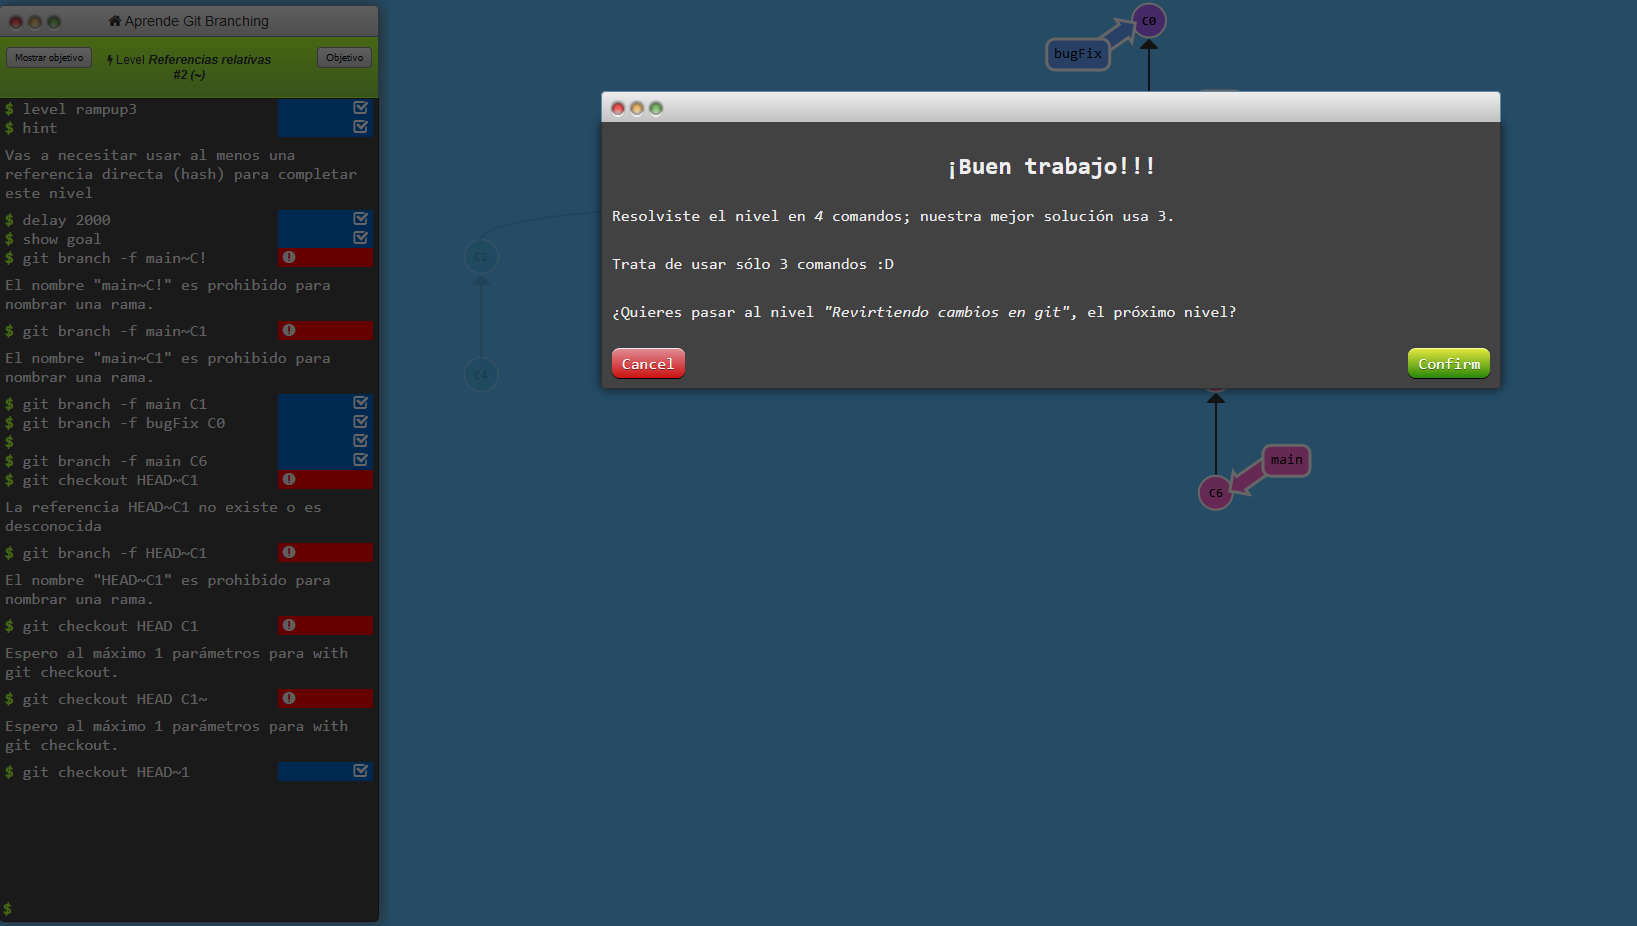 Aprende Git Branching
Mostrar objetivo
Level Referencias relativas
#2 (~)
Objetivo
$ level rampup3
$ hint
Vas a necesitar usar al menos una
referencia directa (hash) para completar
este nivel
$ delay 2000
$ show goal
$ git branch -f main~C!
El nombre "main~C!" es prohibido para
nombrar una rama.
$ git branch -f main~C1
El nombre "main~C1" es prohibido para
nombrar una rama.
$ git branch -f main C1
$ git branch -f bugFix C0
$
$ git branch -f main C6
$ git checkout HEAD~C1
La referencia HEAD~C1 no existe o es
desconocida
$ git branch -f HEAD~C1
El nombre "HEAD~C1" es prohibido para
nombrar una rama.
$ git checkout HEAD C1
Espero al máximo 1 parámetros para with
git checkout.
$ git checkout HEAD C1~
Espero al máximo 1 parámetros para with
git checkout.
$ git checkout HEAD~1
$
C0
bugFix
¡Buen trabajo!!!
Resolviste el nivel en 4 comandos; nuestra mejor solución usa 3.
Trata de usar sólo 3 comandos :D
¿Quieres pasar al nivel "Revirtiendo cambios en git", el próximo nivel?
Cancel
Confirm
C2
C4
main
C6